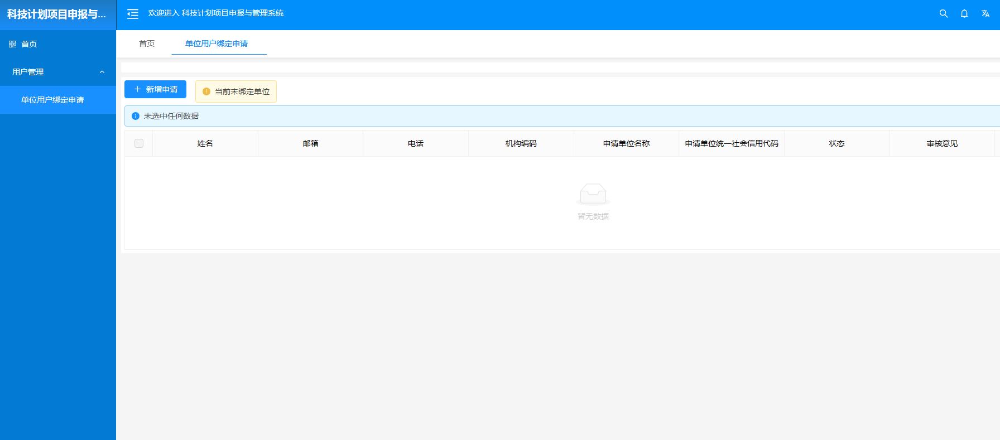 科技计划项目申报与...
欢迎进入 科技计划项目申报与管理系统
首页
用户管理
单位用户绑定申请
首页
单位用户绑定申请
新增申请
当前未绑定单位
未选中任何数据
姓名
邮箱
电话
机构编码
申请单位名称
申请单位统一社会信用代码
状态
审核意见
暂无数据